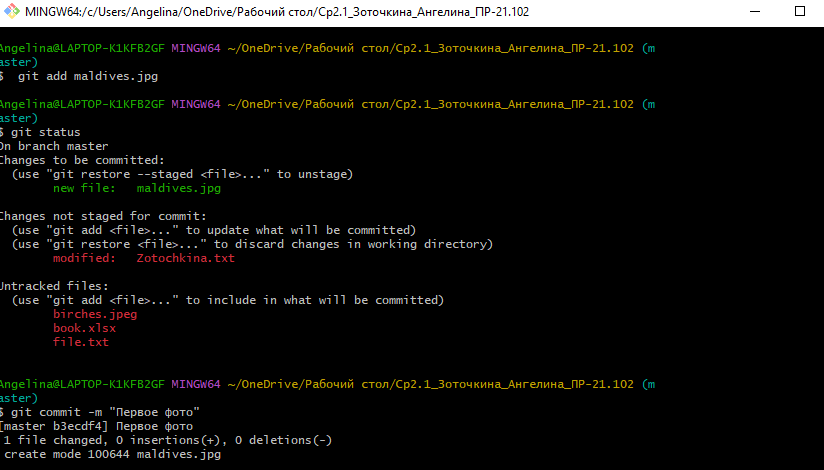 MINGW64:/c/Users/Angelina/OneDrive/Рабочий стол/Ср2.1_Зоточкина_Ангелина_ПР-21.102
Angelina@LAPTOP-K1KFB2GF MINGW64 ~/OneDrive/Рабочий стол/Ср2.1_Зоточкина_Ангелина_ПР-21.102 (m
aster)
$  git add maldives.jpg
Angelina@LAPTOP-K1KFB2GF MINGW64 ~/OneDrive/Рабочий стол/Ср2.1_Зоточкина_Ангелина_ПР-21.102 (m
aster)
$ git status
On branch master
Changes to be committed:
  (use "git restore --staged <file>..." to unstage)
        new file:   maldives.jpg
Changes not staged for commit:
  (use "git add <file>..." to update what will be committed)
  (use "git restore <file>..." to discard changes in working directory)
        modified:   Zotochkina.txt
Untracked files:
  (use "git add <file>..." to include in what will be committed)
        birches.jpeg
        book.xlsx
        file.txt
Angelina@LAPTOP-K1KFB2GF MINGW64 ~/OneDrive/Рабочий стол/Ср2.1_Зоточкина_Ангелина_ПР-21.102 (m
aster)
$ git commit -m "Первое фото"
[master b3ecdf4] Первое фото
 1 file changed, 0 insertions(+), 0 deletions(-)
 create mode 100644 maldives.jpg